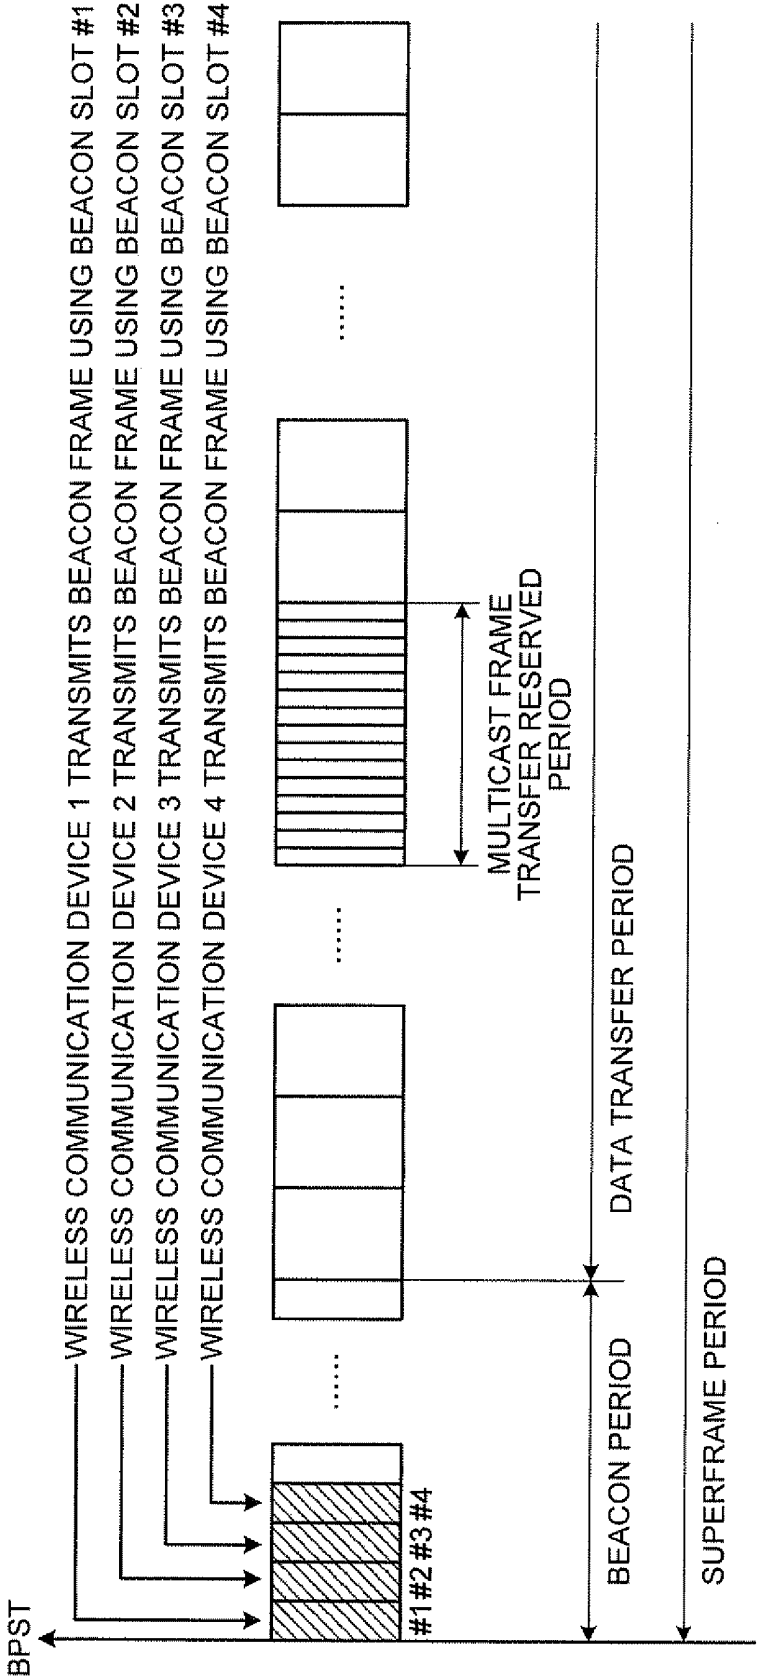 BPST
WIRELESS COMMUNICATION DEVICE 1 TRANSMITS BEACON FRAME USING BEACON SLOT #1
WIRELESS COMMUNICATION DEVICE 2 TRANSMITS BEACON FRAME USING BEACON SLOT #2
WIRELESS COMMUNICATION DEVICE 3 TRANSMITS BEACON FRAME USING BEACON SLOT #3
WIRELESS COMMUNICATION DEVICE 4 TRANSMITS BEACON FRAME USING BEACON SLOT #4
#1 #2 #3 #4
MULTICAST FRAME
TRANSFER RESERVED
PERIOD
BEACON PERIOD
DATA TRANSFER PERIOD
SUPERFRAME PERIOD